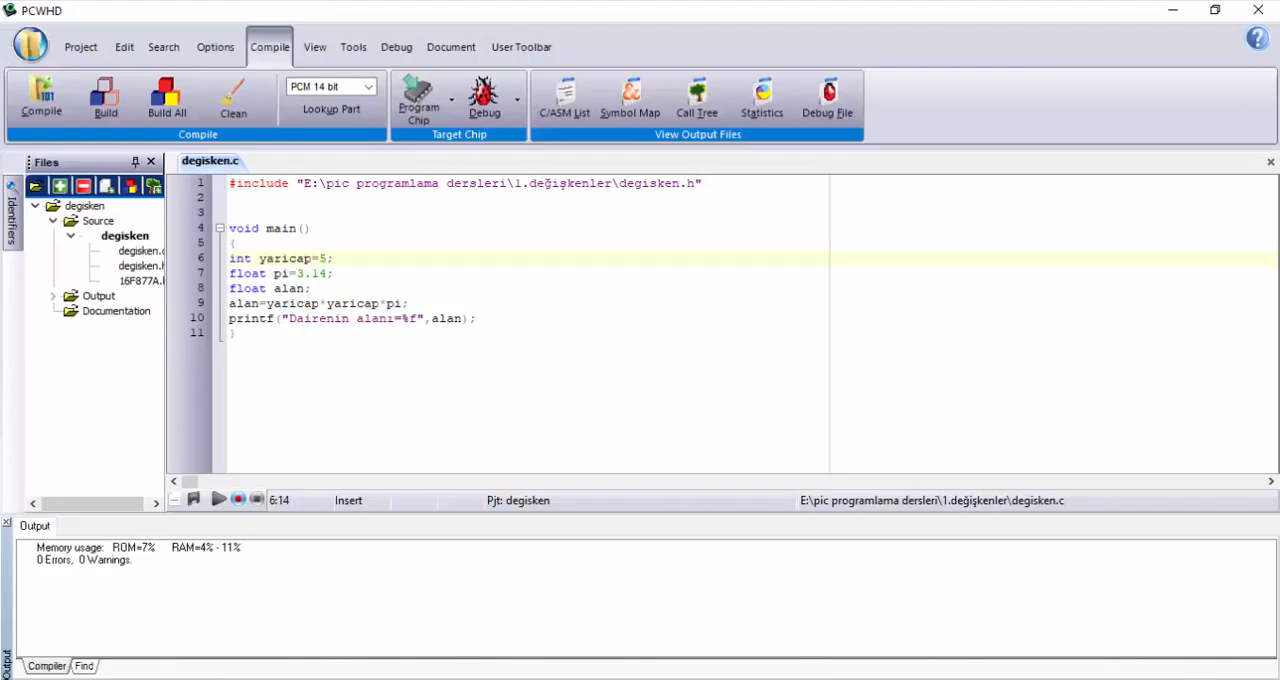 PCWHD
Project Edit Search Options Compile View Tools Debug Document User Toolbar
Compile Build Build All Clean PCM 14 bit Lookup Part Program Chip Debug C/ASM List Symbol Map Call Tree Statistics Debug File
Compile Target Chip View Output Files
Files
Identifiers
degisken
Source
degisken
degisken.
degisken.
16F877A.
Output
Documentation
degisken.c
1 #include "E:\pic programlama dersleri\1.değişkenler\degisken.h"
2
3
4 void main()
5 {
6 int yaricap=5;
7 float pi=3.14;
8 float alan;
9 alan=yaricap*yaricap*pi;
10 printf("Dairenin alanı=%f",alan);
11 }
6:14 Insert Pjt: degisken E:\pic programlama dersleri\1.değişkenler\degisken.c
Output
Memory usage: ROM=7% RAM=4% - 11%
0 Errors, 0 Warnings.
Output
Compiler Find